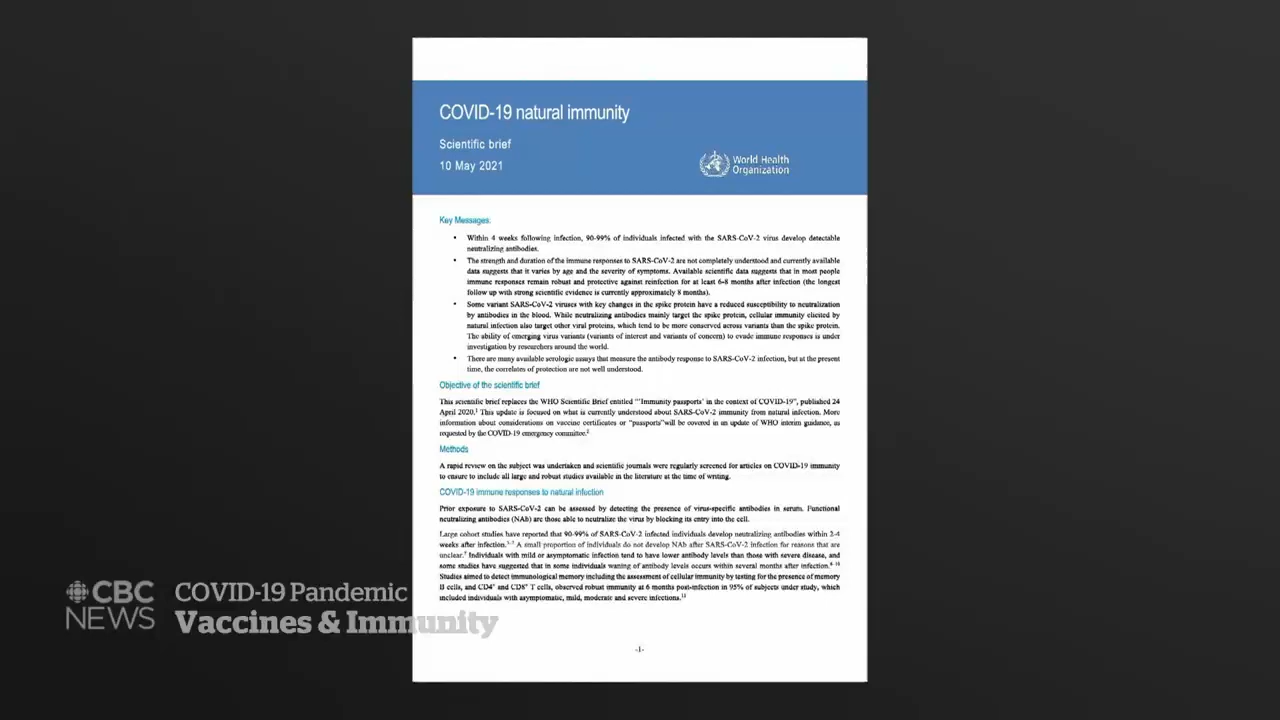 COVID-19 natural immunity
Scientific brief
10 May 2021
World Health
Organization
Key Messages:
• Within 4 weeks following infection, 90-99% of individuals infected with the SARS-CoV-2 virus develop detectable
neutralizing antibodies.
• The strength and duration of the immune responses to SARS-CoV-2 are not completely understood and currently available
data suggests that it varies by age and the severity of symptoms. Available scientific data suggests that in most people
immune responses remain robust and protective against reinfection for at least 6-8 months after infection (the longest
follow up with strong scientific evidence is currently approximately 8 months).
• Some variant SARS-CoV-2 viruses with key changes in the spike protein have a reduced susceptibility to neutralization
by antibodies in the blood. While neutralizing antibodies mainly target the spike protein, cellular immunity elicited by
natural infection also target other viral proteins, which tend to be more conserved across variants than the spike protein.
The ability of emerging virus variants (variants of interest and variants of concern) to evade immune responses is under
investigation by researchers around the world.
• There are many available serologic assays that measure the antibody response to SARS-CoV-2 infection, but at the present
time, the correlates of protection are not well understood.
Objective of the scientific brief
This scientific brief replaces the WHO Scientific Brief entitled "'Immunity passports' in the context of COVID-19", published 24
April 2020.¹ This update is focused on what is currently understood about SARS-CoV-2 immunity from natural infection. More
information about considerations on vaccine certificates or "passports"will be covered in an update of WHO interim guidance, as
requested by the COVID-19 emergency committee.²
Methods
A rapid review on the subject was undertaken and scientific journals were regularly screened for articles on COVID-19 immunity
to ensure to include all large and robust studies available in the literature at the time of writing.
COVID-19 immune responses to natural infection
Prior exposure to SARS-CoV-2 can be assessed by detecting the presence of virus-specific antibodies in serum. Functional
neutralizing antibodies (NAb) are those able to neutralize the virus by blocking its entry into the cell.
Large cohort studies have reported that 90-99% of SARS-CoV-2 infected individuals develop neutralizing antibodies within 2-4
weeks after infection.³⁻⁷ A small proportion of individuals do not develop NAb after SARS-CoV-2 infection for reasons that are
unclear.⁷ Individuals with mild or asymptomatic infection tend to have lower antibody levels than those with severe disease, and
some studies have suggested that in some individuals waning of antibody levels occurs within several months after infection.⁸⁻¹⁰
Studies aimed to detect immunological memory including the assessment of cellular immunity by testing for the presence of memory
B cells, and CD4⁺ and CD8⁺ T cells, observed robust immunity at 6 months post-infection in 95% of subjects under study, which
included individuals with asymptomatic, mild, moderate and severe infections.¹¹
-1-
CBC
NEWS
COVID-19 Pandemic
Vaccines & Immunity